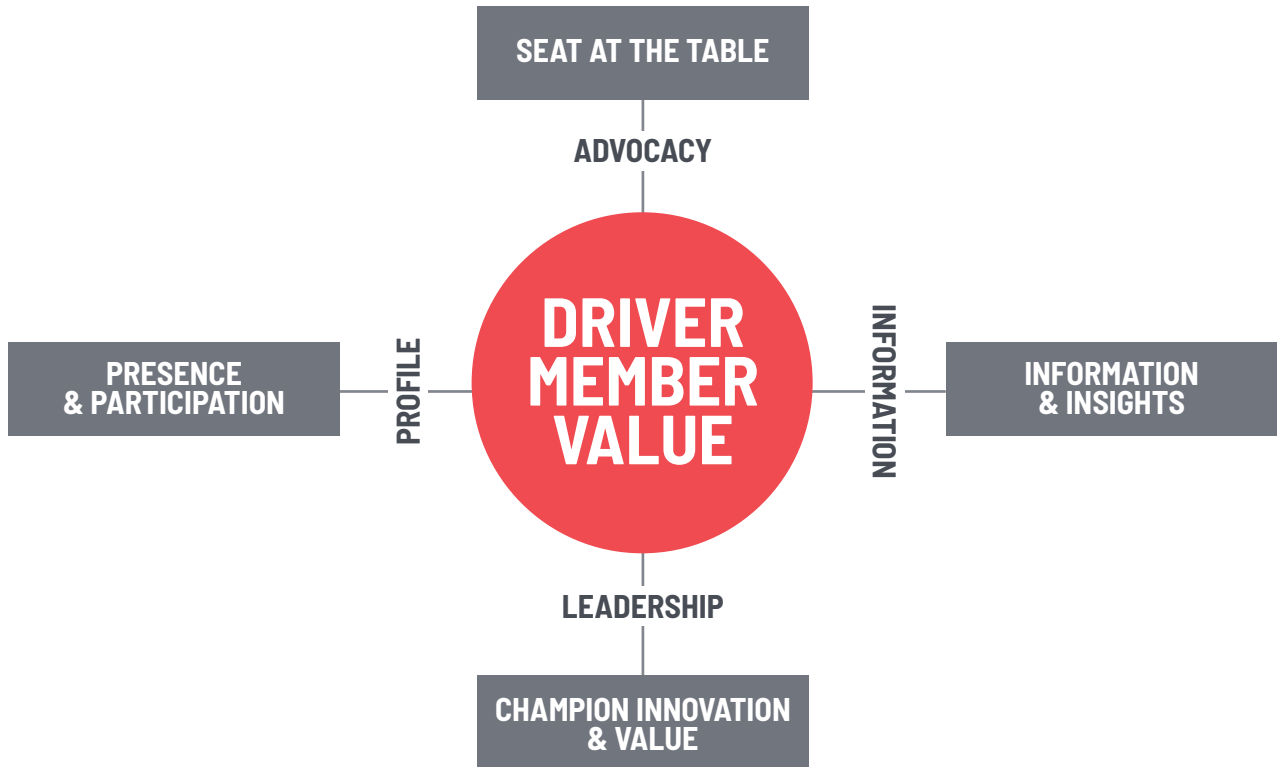 SEAT AT THE TABLE
ADVOCACY
PRESENCE
& PARTICIPATION
PROFILE
DRIVER
MEMBER
VALUE
INFORMATION
INFORMATION
& INSIGHTS
LEADERSHIP
CHAMPION INNOVATION
& VALUE